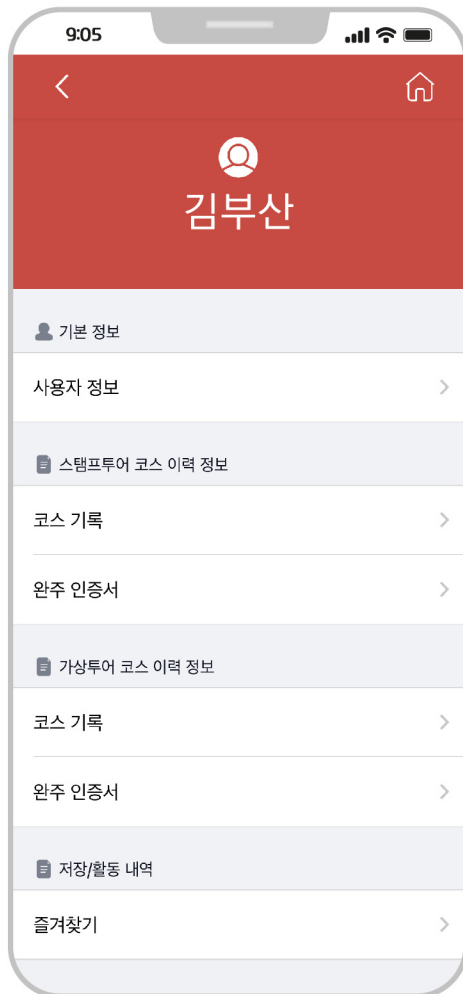 9:05
김부산
기본 정보
사용자 정보
스탬프투어 코스 이력 정보
코스 기록
완주 인증서
가상투어 코스 이력 정보
코스 기록
완주 인증서
저장/활동 내역
즐겨찾기